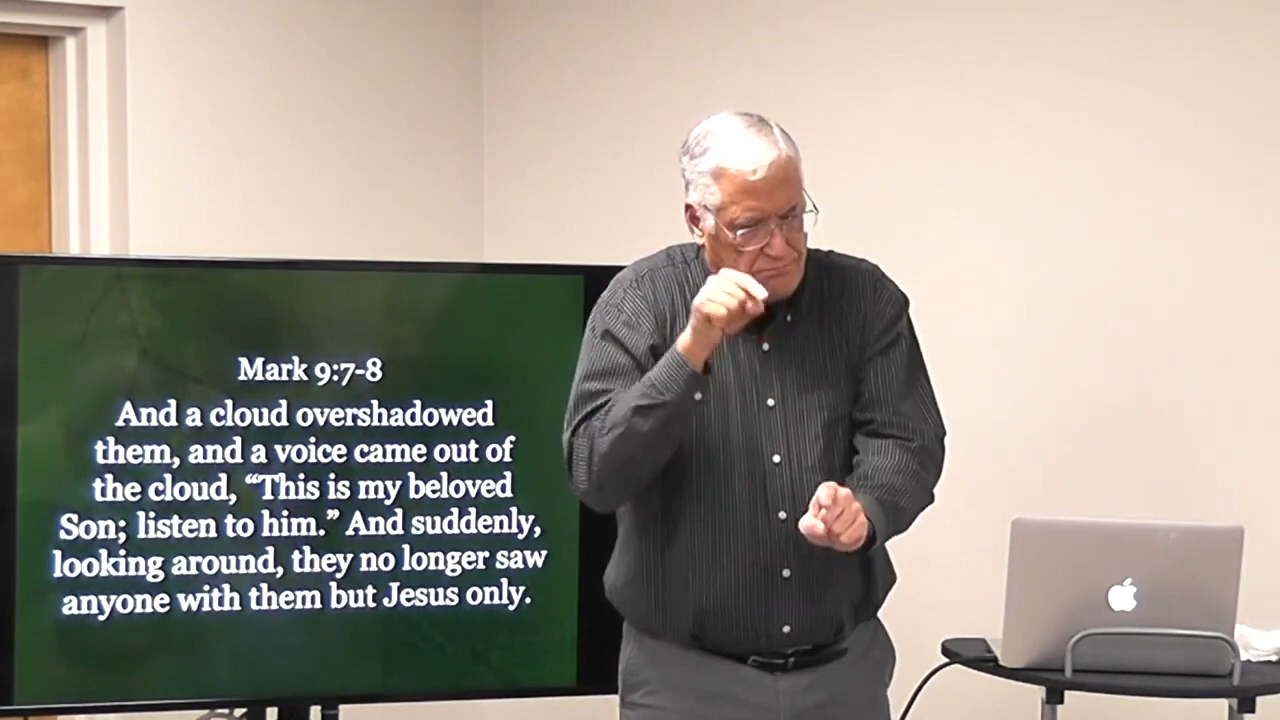 Mark 9:7-8
And a cloud overshadowed
them, and a voice came out of
the cloud, “This is my beloved
Son; listen to him.” And suddenly,
looking around, they no longer saw
anyone with them but Jesus only.